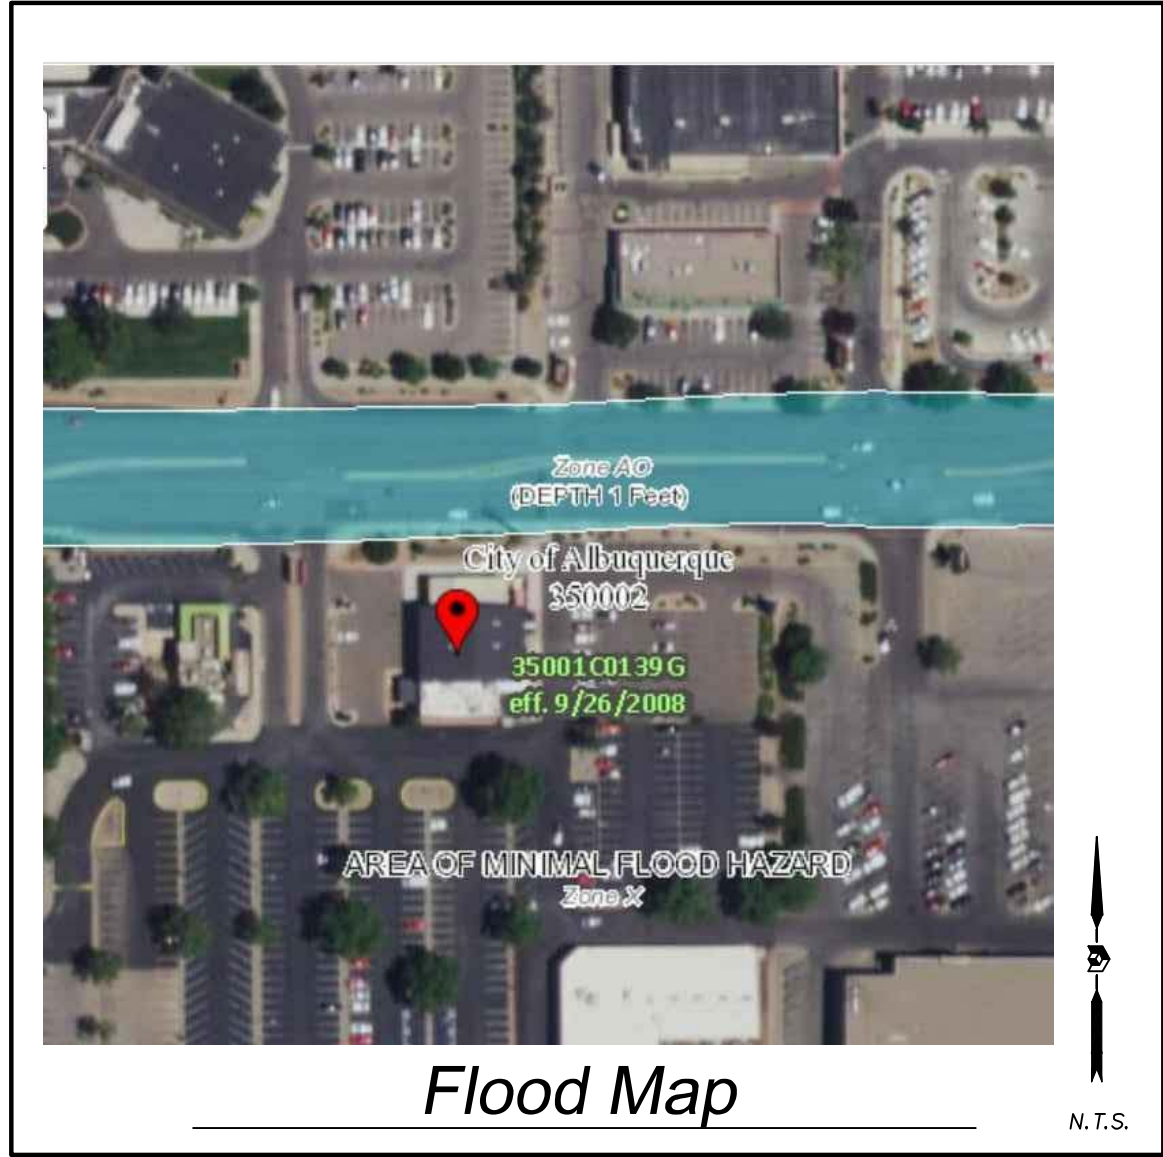 Zone AO
(DEPTH 1 Feet)
City of Albuquerque
350002
35001C0139G
eff. 9/26/2008
AREA OF MINIMAL FLOOD HAZARD
Zone X
Flood Map
N.T.S.